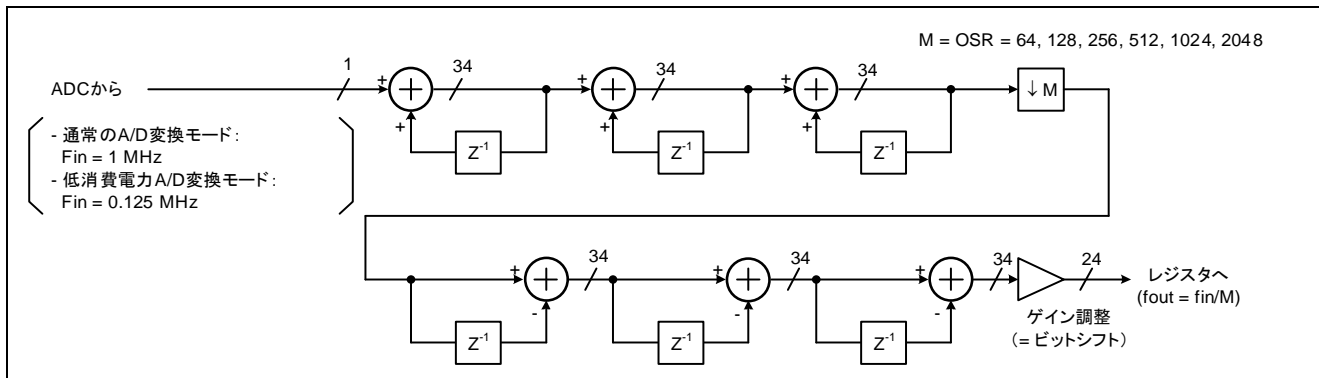 M = OSR = 64, 128, 256, 512, 1024, 2048
ADCから
1
+
+
34
Z⁻¹
+
+
34
Z⁻¹
+
+
34
Z⁻¹
↓ M
- 通常のA/D変換モード:
Fin = 1 MHz
- 低消費電力A/D変換モード:
Fin = 0.125 MHz
+
-
34
Z⁻¹
+
-
34
Z⁻¹
+
-
34
Z⁻¹
24
レジスタへ
(fout = fin/M)
ゲイン調整
(= ビットシフト)